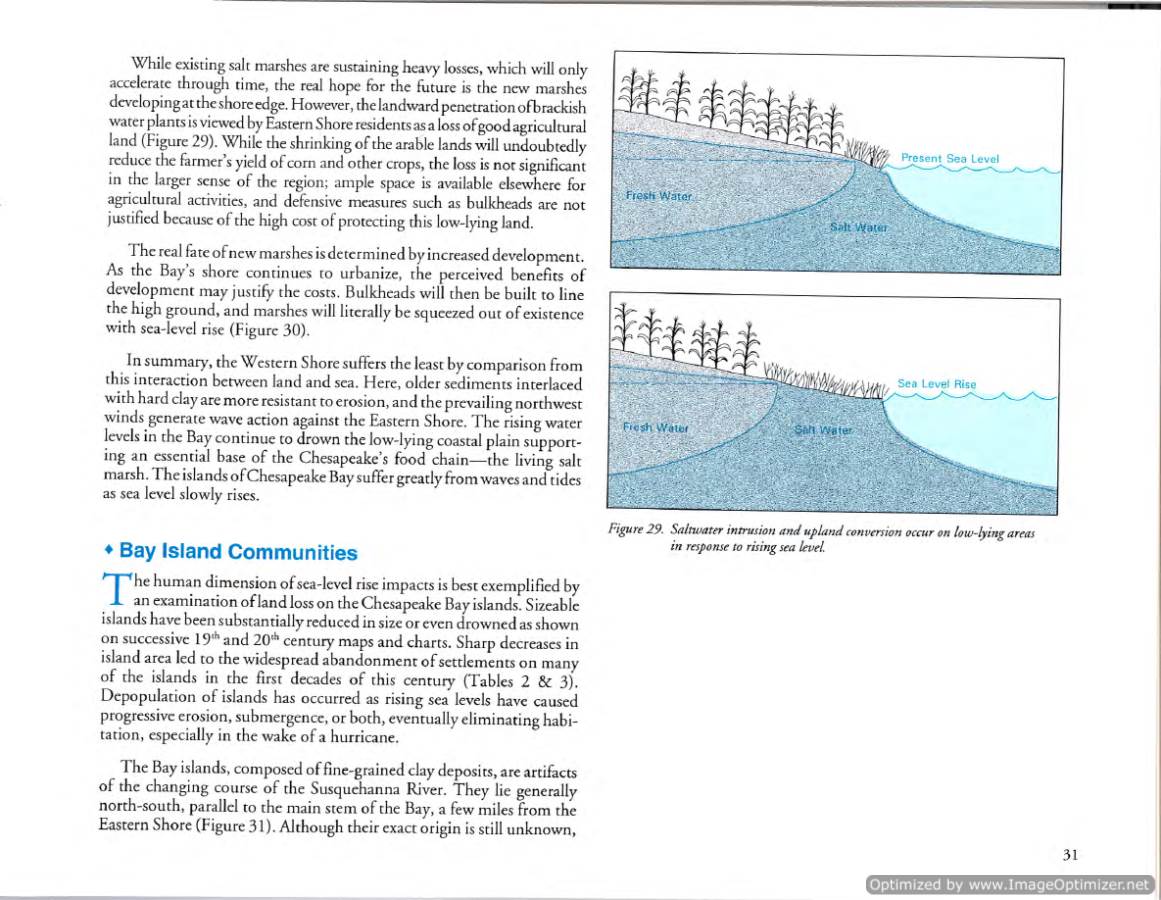 While existing salt marshes are sustaining heavy losses, which will only
accelerate through time, the real hope for the future is the new marshes
developing at the shore edge. However, the landward penetration of brackish
water plants is viewed by Eastern Shore residents as a loss of good agricultural
land (Figure 29). While the shrinking of the arable lands will undoubtedly
reduce the farmer's yield of corn and other crops, the loss is not significant
in the larger sense of the region; ample space is available elsewhere for
agricultural activities, and defensive measures such as bulkheads are not
justified because of the high cost of protecting this low-lying land.
The real fate of new marshes is determined by increased development.
As the Bay's shore continues to urbanize, the perceived benefits of
development may justify the costs. Bulkheads will then be built to line
the high ground, and marshes will literally be squeezed out of existence
with sea-level rise (Figure 30).
In summary, the Western Shore suffers the least by comparison from
this interaction between land and sea. Here, older sediments interlaced
with hard clay are more resistant to erosion, and the prevailing northwest
winds generate wave action against the Eastern Shore. The rising water
levels in the Bay continue to drown the low-lying coastal plain support-
ing an essential base of the Chesapeake's food chain—the living salt
marsh. The islands of Chesapeake Bay suffer greatly from waves and tides
as sea level slowly rises.
♦ Bay Island Communities
The human dimension of sea-level rise impacts is best exemplified by
an examination of land loss on the Chesapeake Bay islands. Sizeable
islands have been substantially reduced in size or even drowned as shown
on successive 19th and 20th century maps and charts. Sharp decreases in
island area led to the widespread abandonment of settlements on many
of the islands in the first decades of this century (Tables 2 & 3).
Depopulation of islands has occurred as rising sea levels have caused
progressive erosion, submergence, or both, eventually eliminating habi-
tation, especially in the wake of a hurricane.
The Bay islands, composed of fine-grained clay deposits, are artifacts
of the changing course of the Susquehanna River. They lie generally
north-south, parallel to the main stem of the Bay, a few miles from the
Eastern Shore (Figure 31). Although their exact origin is still unknown,
Present Sea Level
Fresh Water
Salt Water
Sea Level Rise
Fresh Water
Salt Water
Figure 29. Saltwater intrusion and upland conversion occur on low-lying areas
in response to rising sea level.
31
Optimized by www.ImageOptimizer.net